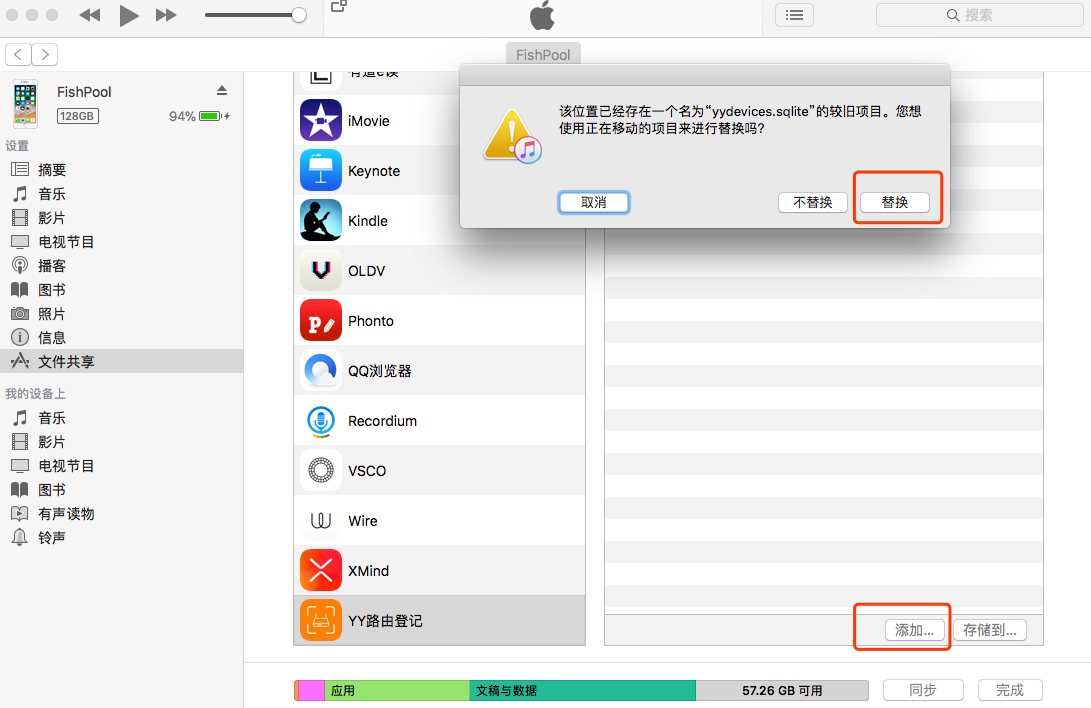 搜索
FishPool
FishPool
128GB
94%
设置
摘要
音乐
影片
电视节目
播客
图书
照片
信息
文件共享
我的设备上
音乐
影片
电视节目
图书
有声读物
铃声
有道e读
iMovie
Keynote
Kindle
OLDV
Phonto
QQ浏览器
Recordium
VSCO
Wire
XMind
YY路由登记
该位置已经存在一个名为“yydevices.sqlite”的较旧项目。您想
使用正在移动的项目来进行替换吗?
取消
不替换
替换
添加...
存储到...
应用
文稿与数据
57.26 GB 可用
同步
完成